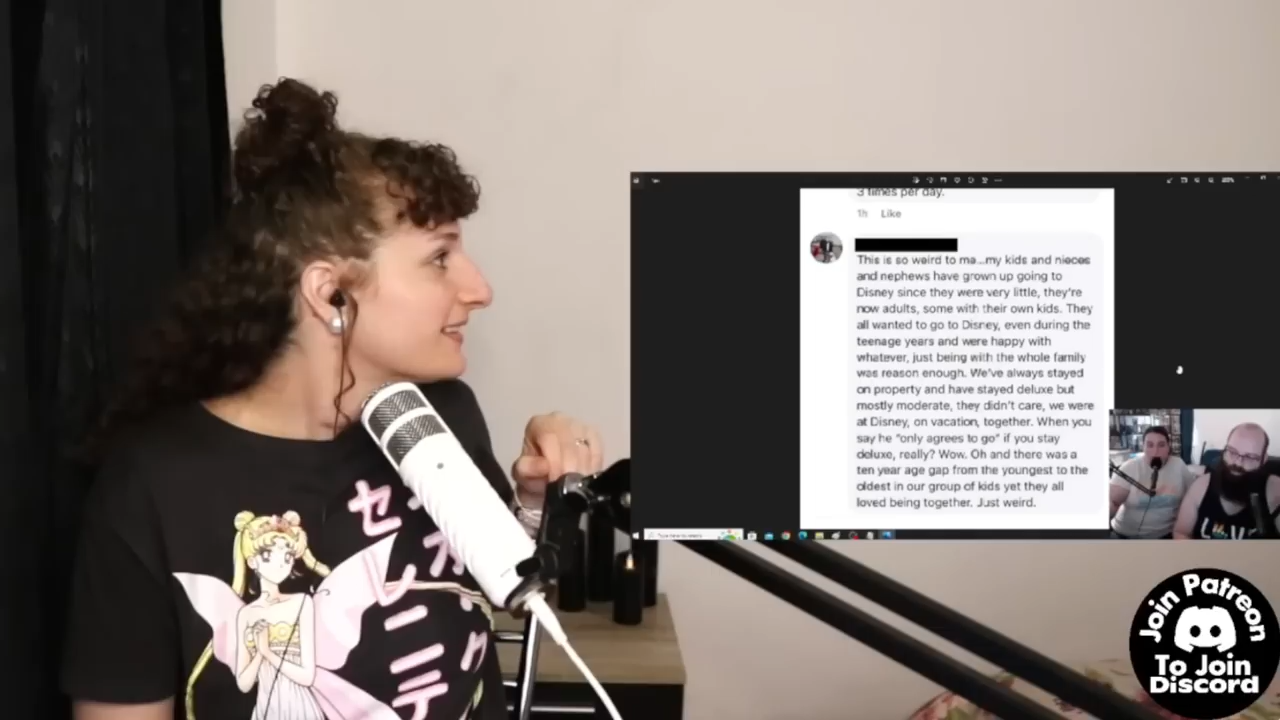 3 times per day.
1h Like
This is so weird to me...my kids and nieces
and nephews have grown up going to
Disney since they were very little, they're
now adults, some with their own kids. They
all wanted to go to Disney, even during the
teenage years and were happy with
whatever, just being with the whole family
was reason enough. We've always stayed
on property and have stayed deluxe but
mostly moderate, they didn't care, we were
at Disney, on vacation, together. When you
say he "only agrees to go" if you stay
deluxe, really? Wow. Oh and there was a
ten year age gap from the youngest to the
oldest in our group of kids yet they all
loved being together. Just weird.
セレニテ
Join Patreon
To Join
Discord